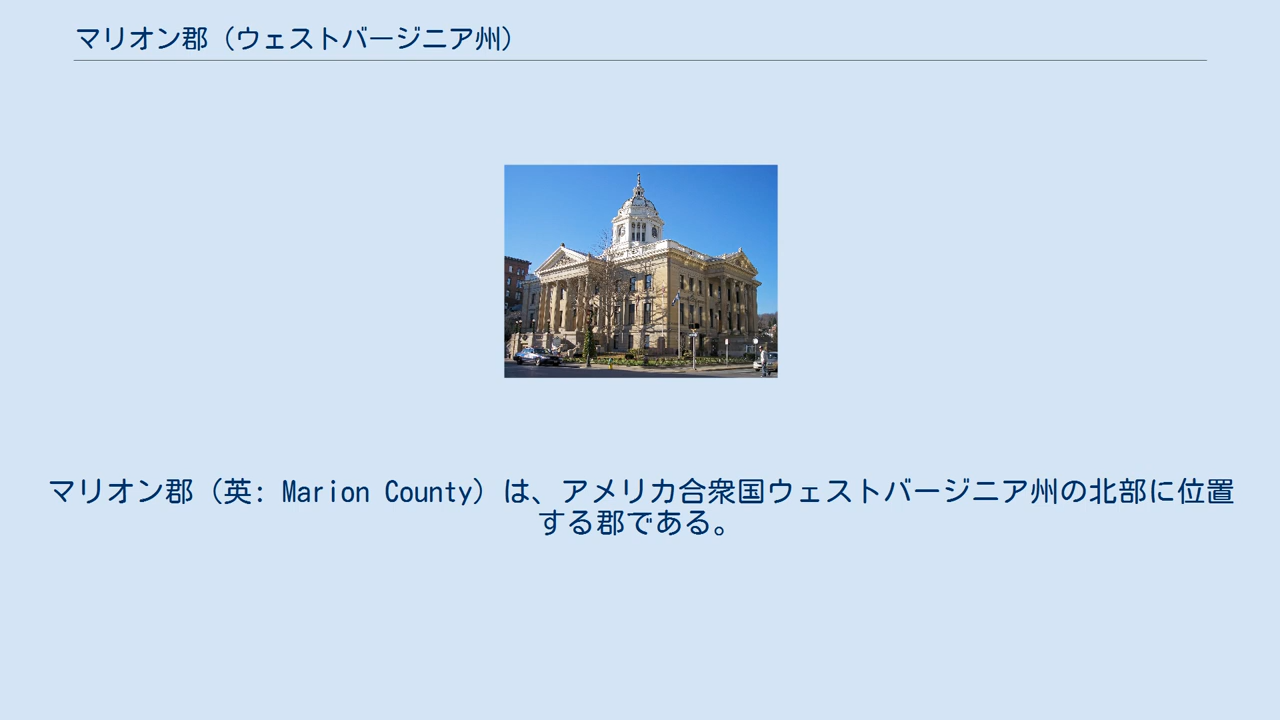 マリオン郡（ウェストバージニア州）
マリオン郡（英: Marion County）は、アメリカ合衆国ウェストバージニア州の北部に位置
する郡である。